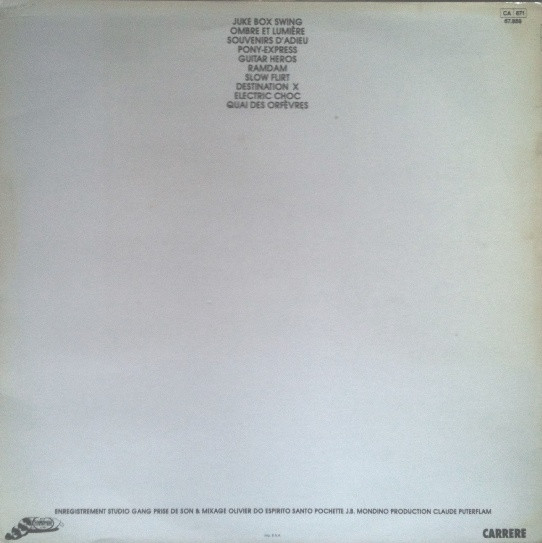 CA 671
67.655
JUKE BOX SWING
OMBRE ET LUMIÈRE
SOUVENIRS D'ADIEU
PONY-EXPRESS
GUITAR HEROS
RAMDAM
SLOW FLIRT
DESTINATION X
ELECTRIC CHOC
QUAI DES ORFÈVRES
ENREGISTREMENT STUDIO GANG PRISE DE SON & MIXAGE OLIVIER DO ESPIRITO SANTO POCHETTE J.B. MONDINO PRODUCTION CLAUDE PUTERFLAM
CARRERE